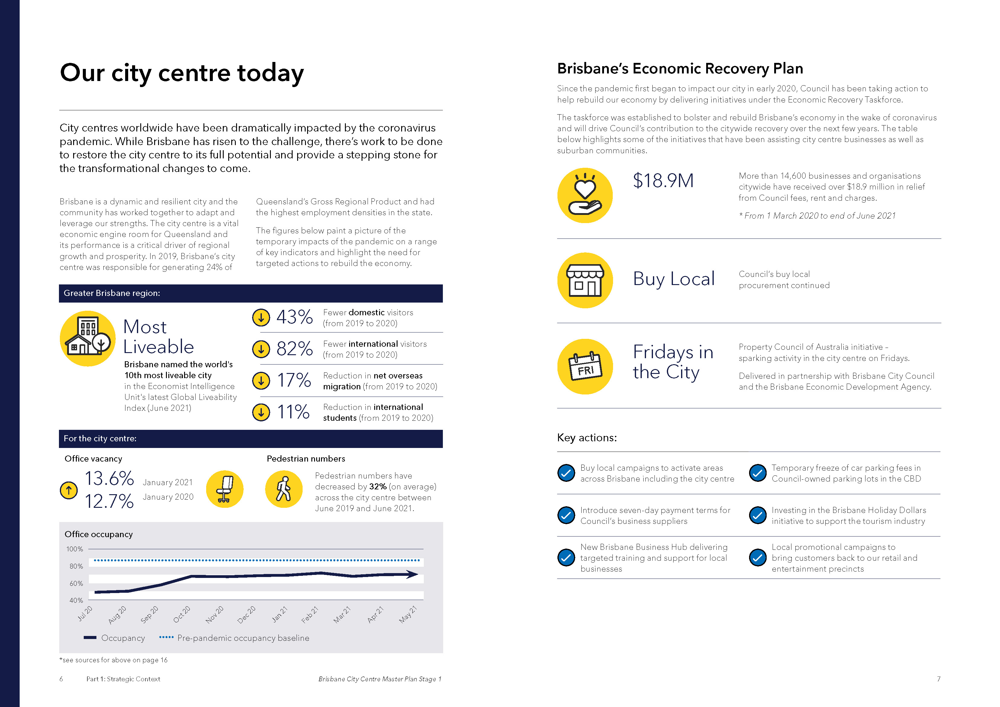 Our city centre today
City centres worldwide have been dramatically impacted by the coronavirus
pandemic. While Brisbane has risen to the challenge, there’s work to be done
to restore the city centre to its full potential and provide a stepping stone for
the transformational changes to come.
Brisbane is a dynamic and resilient city and the
community has worked together to adapt and
leverage our strengths. The city centre is a vital
economic engine room for Queensland and
its performance is a critical driver of regional
growth and prosperity. In 2019, Brisbane’s city
centre was responsible for generating 24% of
Queensland’s Gross Regional Product and had
the highest employment densities in the state.
The figures below paint a picture of the
temporary impacts of the pandemic on a range
of key indicators and highlight the need for
targeted actions to rebuild the economy.
Greater Brisbane region:
Most
Liveable
Brisbane named the world's
10th most liveable city
in the Economist Intelligence
Unit's latest Global Liveability
Index (June 2021)
43%
Fewer domestic visitors
(from 2019 to 2020)
82%
Fewer international visitors
(from 2019 to 2020)
17%
Reduction in net overseas
migration (from 2019 to 2020)
11%
Reduction in international
students (from 2019 to 2020)
For the city centre:
Office vacancy
13.6% January 2021
12.7% January 2020
Pedestrian numbers
Pedestrian numbers have
decreased by 32% (on average)
across the city centre between
June 2019 and June 2021.
Office occupancy
100%
80%
60%
40%
Jul 20 Aug 20 Sep 20 Oct 20 Nov 20 Dec 20 Jan 21 Feb 21 Mar 21 Apr 21 May 21
Occupancy Pre-pandemic occupancy baseline
*see sources for above on page 16
6 Part 1: Strategic Context Brisbane City Centre Master Plan Stage 1
Brisbane’s Economic Recovery Plan
Since the pandemic first began to impact our city in early 2020, Council has been taking action to
help rebuild our economy by delivering initiatives under the Economic Recovery Taskforce.
The taskforce was established to bolster and rebuild Brisbane’s economy in the wake of coronavirus
and will drive Council’s contribution to the citywide recovery over the next few years. The table
below highlights some of the initiatives that have been assisting city centre businesses as well as
suburban communities.
$18.9M
More than 14,600 businesses and organisations
citywide have received over $18.9 million in relief
from Council fees, rent and charges.
* From 1 March 2020 to end of June 2021
Buy Local
Council’s buy local
procurement continued
FRI
Fridays in
the City
Property Council of Australia initiative –
sparking activity in the city centre on Fridays.
Delivered in partnership with Brisbane City Council
and the Brisbane Economic Development Agency.
Key actions:
Buy local campaigns to activate areas
across Brisbane including the city centre
Temporary freeze of car parking fees in
Council-owned parking lots in the CBD
Introduce seven-day payment terms for
Council’s business suppliers
Investing in the Brisbane Holiday Dollars
initiative to support the tourism industry
New Brisbane Business Hub delivering
targeted training and support for local
businesses
Local promotional campaigns to
bring customers back to our retail and
entertainment precincts
7